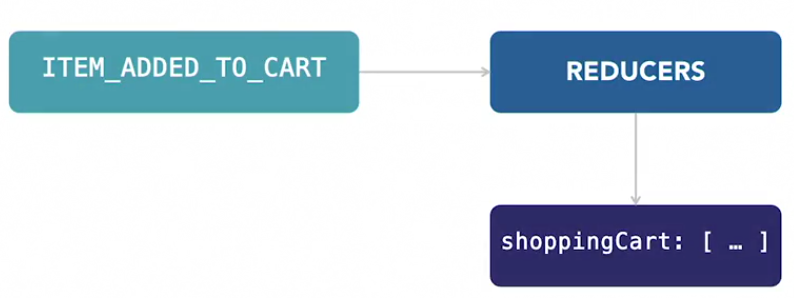 ITEM_ADDED_TO_CART
REDUCERS
shoppingCart: [ … ]